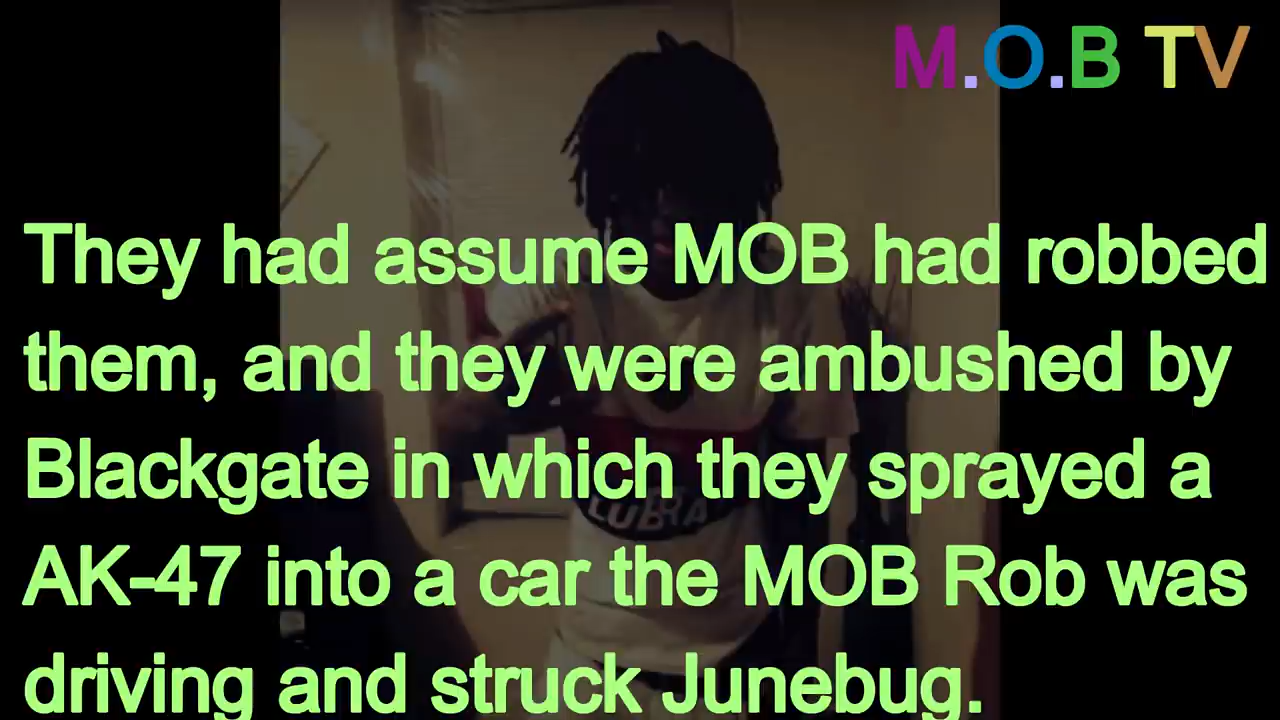 M.O.B TV
They had assume MOB had robbed
them, and they were ambushed by
Blackgate in which they sprayed a
AK-47 into a car the MOB Rob was
driving and struck Junebug.